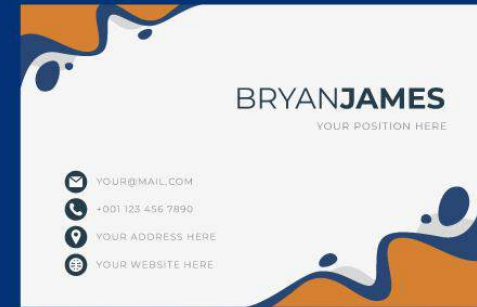 BRYANJAMES
YOUR POSITION HERE
YOUR@MAIL.COM
+001 123 456 7890
YOUR ADDRESS HERE
YOUR WEBSITE HERE